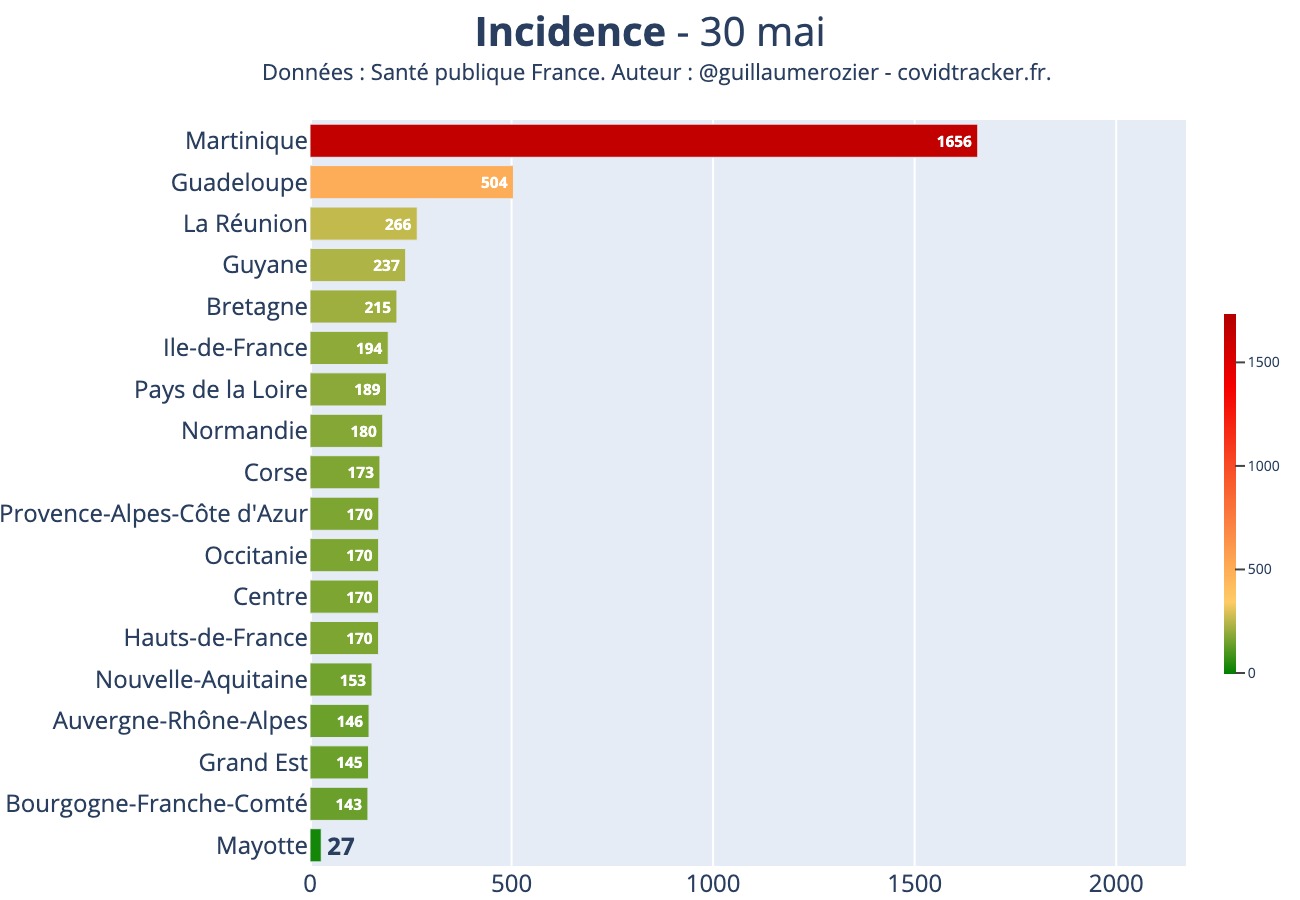 Incidence - 30 mai
Données : Santé publique France. Auteur : @guillaumerozier - covidtracker.fr.
Martinique 1656
Guadeloupe 504
La Réunion 266
Guyane 237
Bretagne 215
Ile-de-France 194
Pays de la Loire 189
Normandie 180
Corse 173
Provence-Alpes-Côte d'Azur 170
Occitanie 170
Centre 170
Hauts-de-France 170
Nouvelle-Aquitaine 153
Auvergne-Rhône-Alpes 146
Grand Est 145
Bourgogne-Franche-Comté 143
Mayotte 27
0 500 1000 1500 2000
1500
1000
500
0